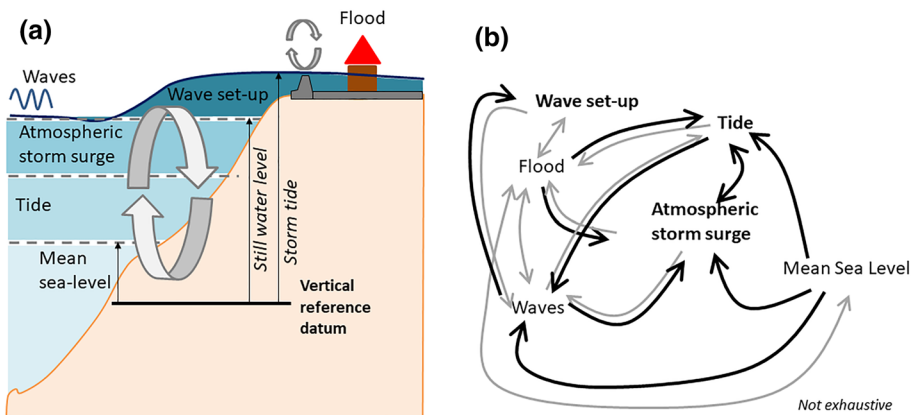 (a)
Flood
Waves
Wave set-up
Atmospheric
storm surge
Tide
Mean
sea-level
Still water level
Storm tide
Vertical
reference
datum
(b)
Wave set-up
Tide
Flood
Atmospheric
storm surge
Mean Sea Level
Waves
Not exhaustive